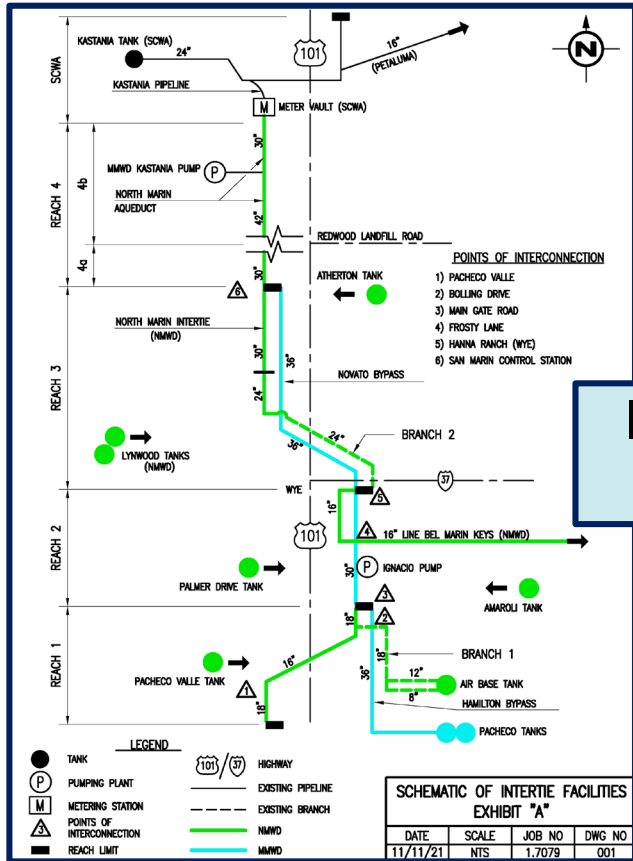 KASTANIA TANK (SCWA)
24"
101
16"
(PETALUMA)
N
SCWA
KASTANIA PIPELINE
M
METER VAULT (SCWA)
30"
MMWD KASTANIA PUMP
P
REACH 4
4b
NORTH MARIN
AQUEDUCT
42"
REDWOOD LANDFILL ROAD
4a
30"
POINTS OF INTERCONNECTION
1) PACHECO VALLE
2) BOLLING DRIVE
3) MAIN GATE ROAD
4) FROSTY LANE
5) HANNA RANCH (WYE)
6) SAN MARIN CONTROL STATION
ATHERTON TANK
6
NORTH MARIN INTERTIE
(NMWD)
30"
36"
NOVATO BYPASS
REACH 3
24"
24"
BRANCH 2
36"
LYNWOOD TANKS
(NMWD)
WYE
37
5
16"
101
4
16" LINE BEL MARIN KEYS (NMWD)
REACH 2
P
IGNACIO PUMP
30"
PALMER DRIVE TANK
3
AMAROLI TANK
18"
2
REACH 1
16"
18"
BRANCH 1
36"
12"
AIR BASE TANK
8"
PACHECO VALLE TANK
1
18"
HAMILTON BYPASS
PACHECO TANKS
LEGEND
TANK
P
PUMPING PLANT
M
METERING STATION
3
POINTS OF
INTERCONNECTION
REACH LIMIT
101/37
HIGHWAY
EXISTING PIPELINE
EXISTING BRANCH
NMWD
MMWD
SCHEMATIC OF INTERTIE FACILITIES
EXHIBIT "A"
DATE SCALE JOB NO DWG NO
11/11/21 NTS 1.7079 001